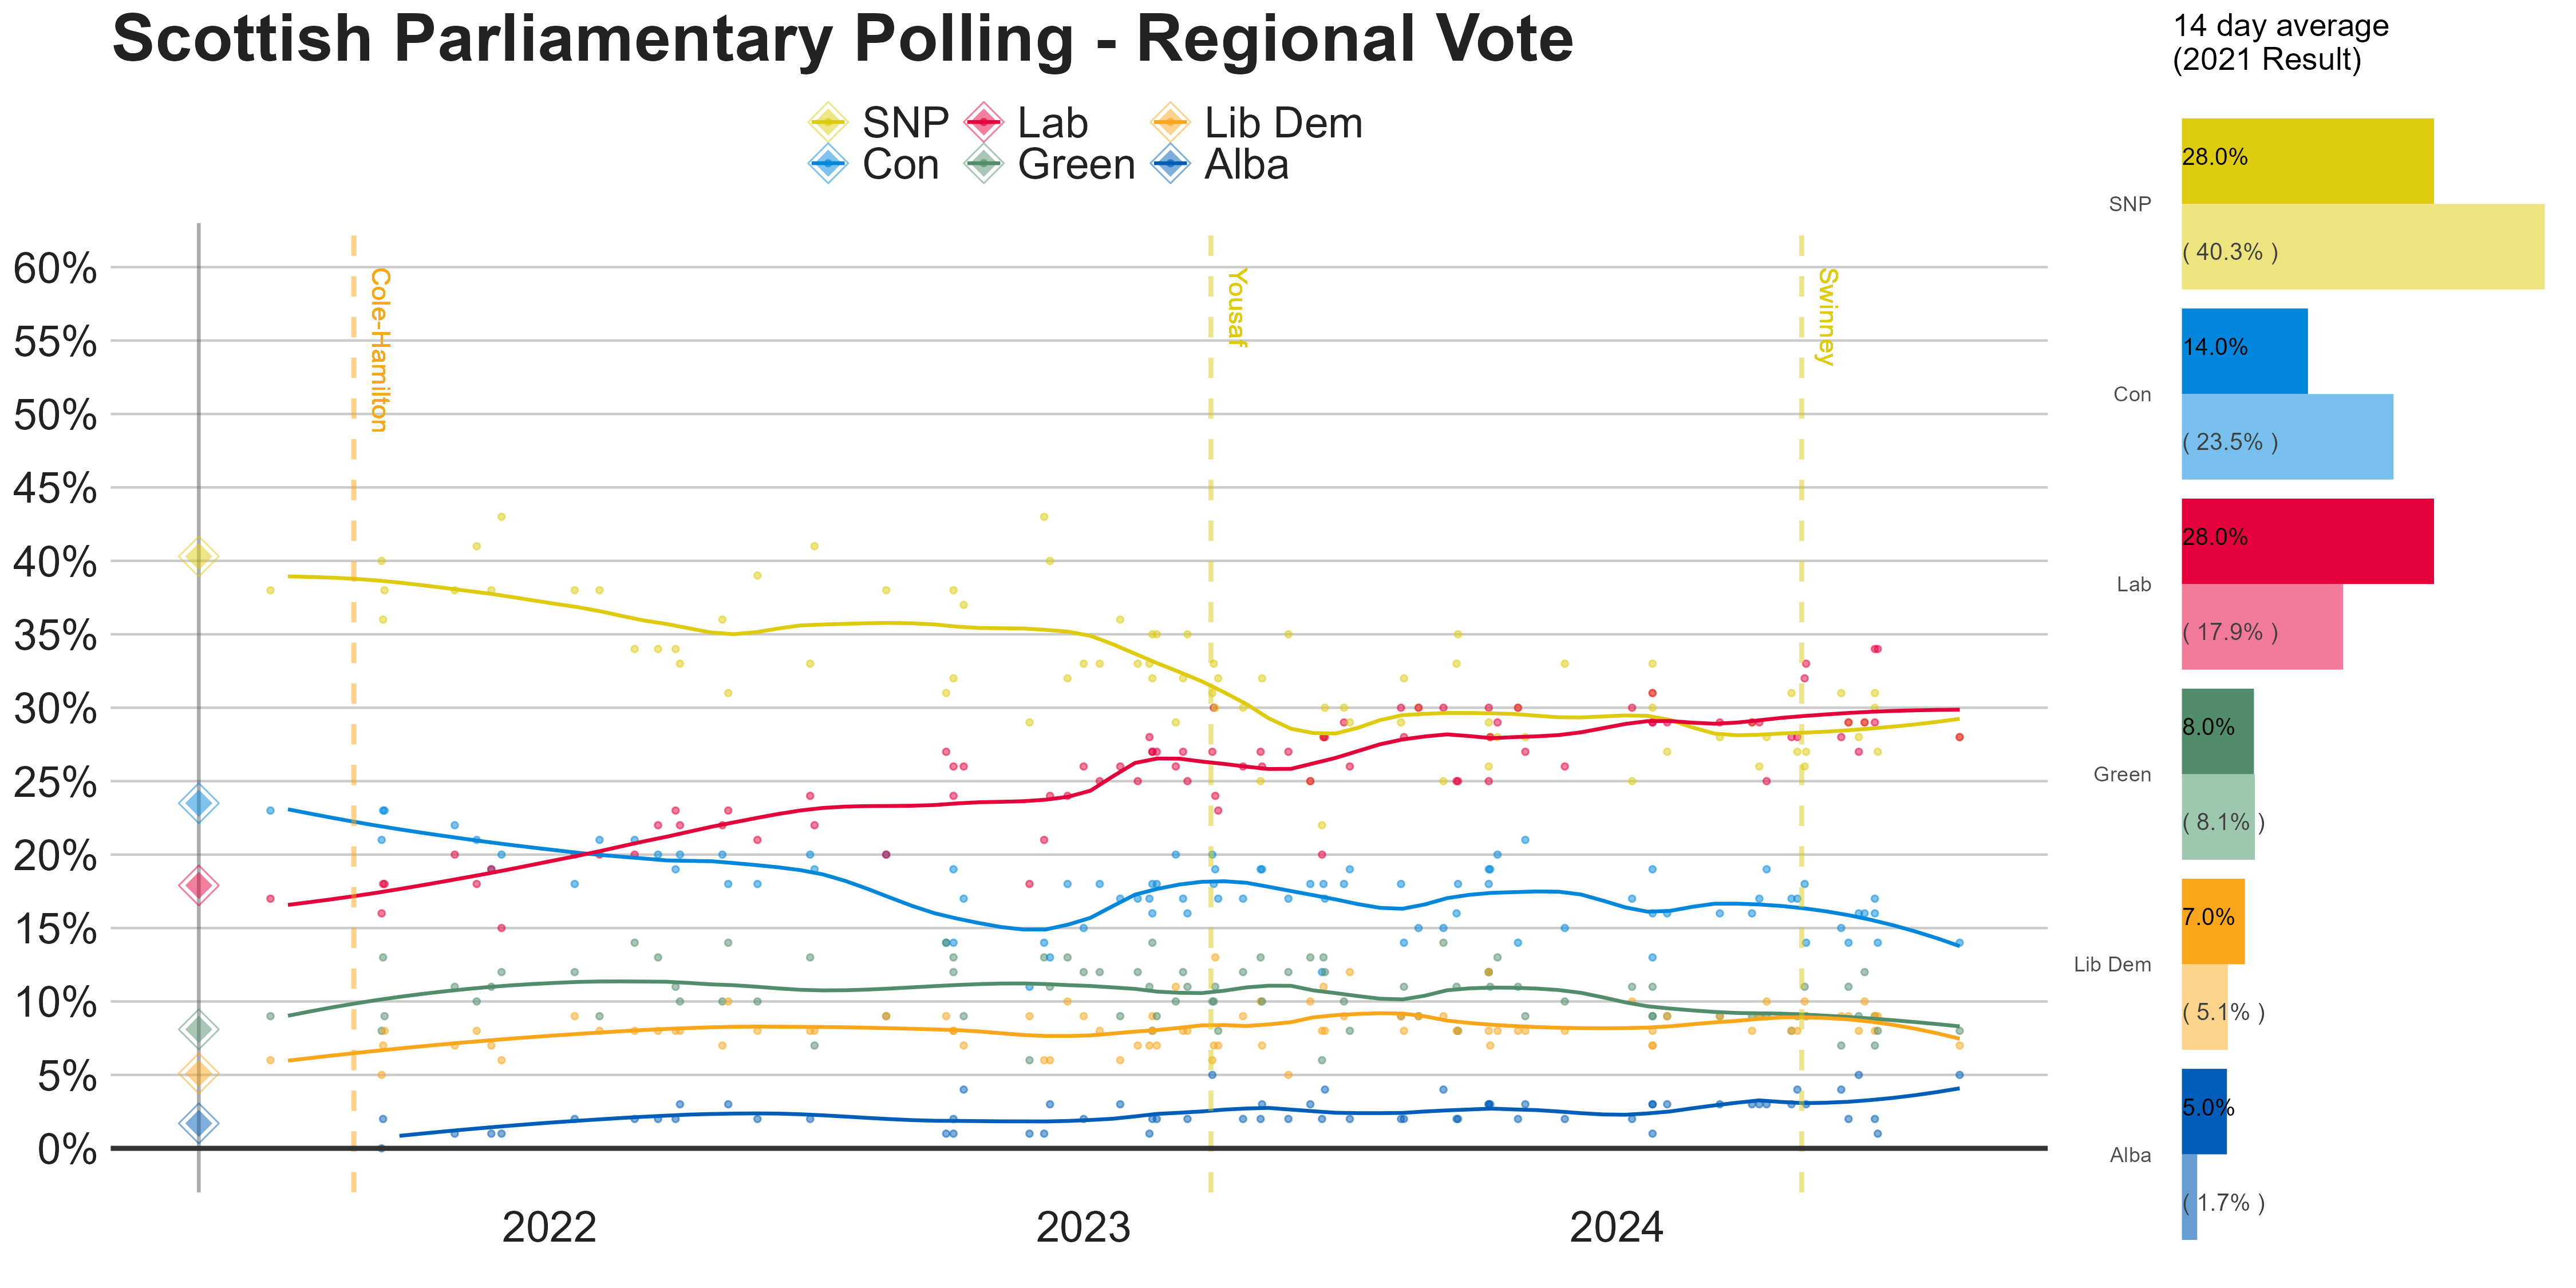 Scottish Parliamentary Polling - Regional Vote
SNP Lab Lib Dem
Con Green Alba
60%
55%
50%
45%
40%
35%
30%
25%
20%
15%
10%
5%
0%
Cole-Hamilton
Yousaf
Swinney
2022 2023 2024
14 day average
(2021 Result)
28.0%
SNP
( 40.3% )
14.0%
Con
( 23.5% )
28.0%
Lab
( 17.9% )
8.0%
Green
( 8.1% )
7.0%
Lib Dem
( 5.1% )
5.0%
Alba
( 1.7% )